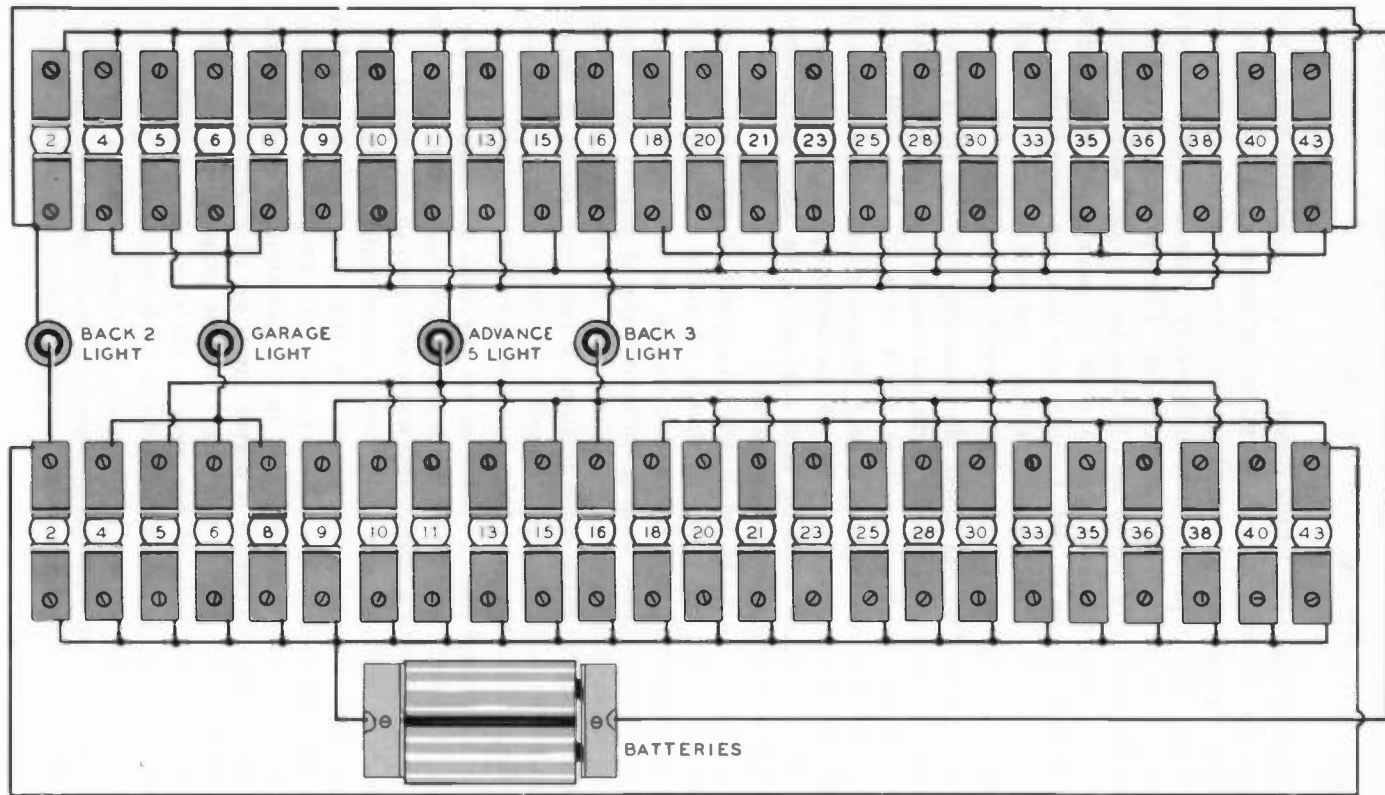 2 4 5 6 8 9 10 11 13 15 16 18 20 21 23 25 28 30 33 35 36 38 40 43
BACK 2
LIGHT
GARAGE
LIGHT
ADVANCE
5 LIGHT
BACK 3
LIGHT
2 4 5 6 8 9 10 11 13 15 16 18 20 21 23 25 28 30 33 35 36 38 40 43
BATTERIES